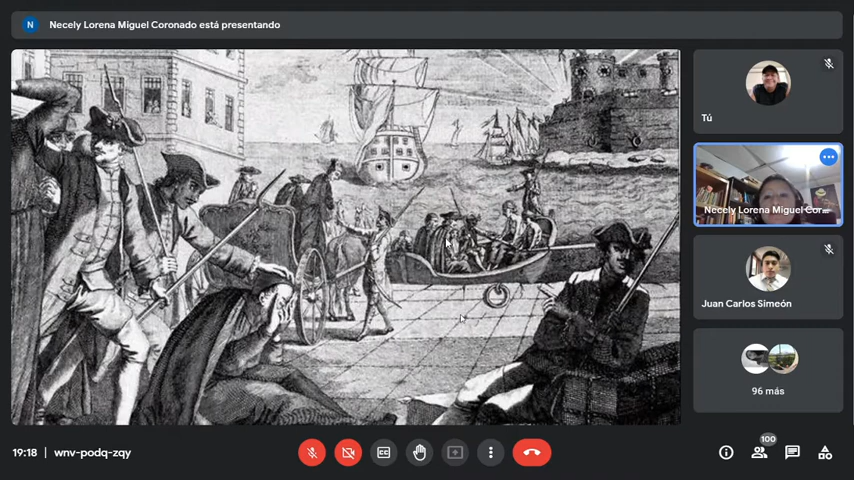 N Necely Lorena Miguel Coronado está presentando
Tú
Necely Lorena Miguel Cor...
Juan Carlos Simeón
96 más
19:18 | wnv-podq-zqy
CC
100